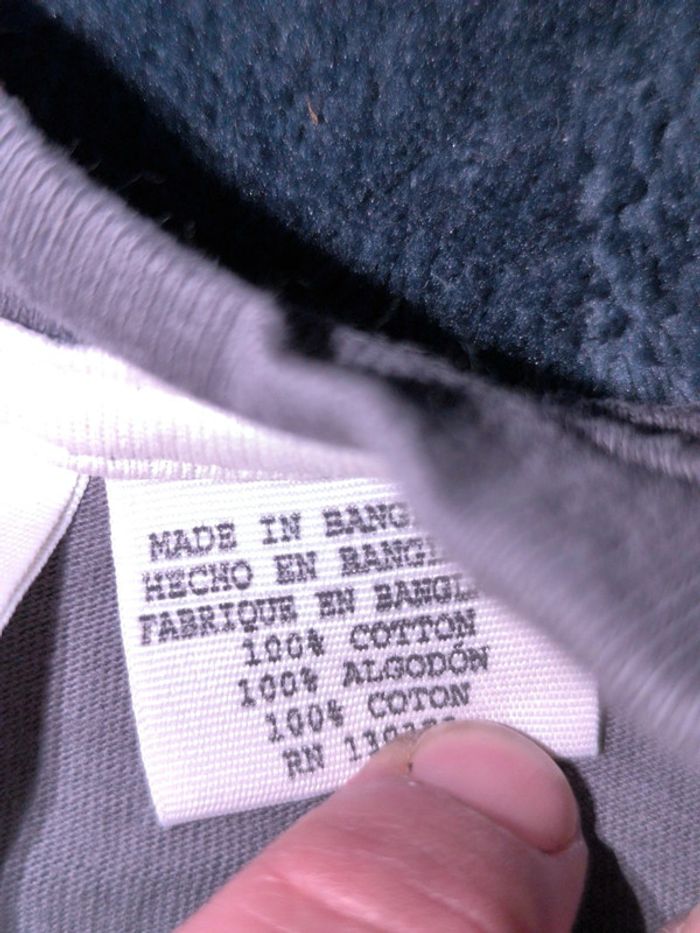 MADE IN BANG
HECHO EN BANGL
FABRIQUE EN BANGL
100% COTTON
100% ALGODÓN
100% COTON
RN